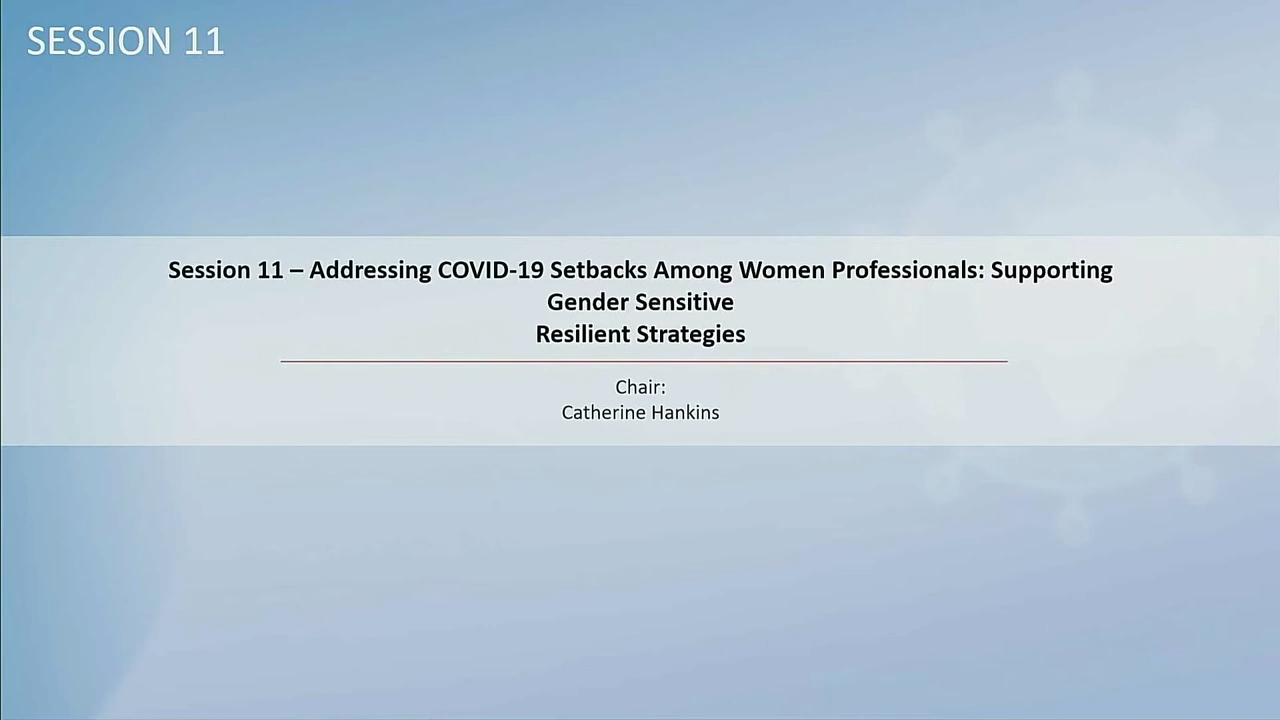 SESSION 11
Session 11 – Addressing COVID-19 Setbacks Among Women Professionals: Supporting
Gender Sensitive
Resilient Strategies
Chair:
Catherine Hankins